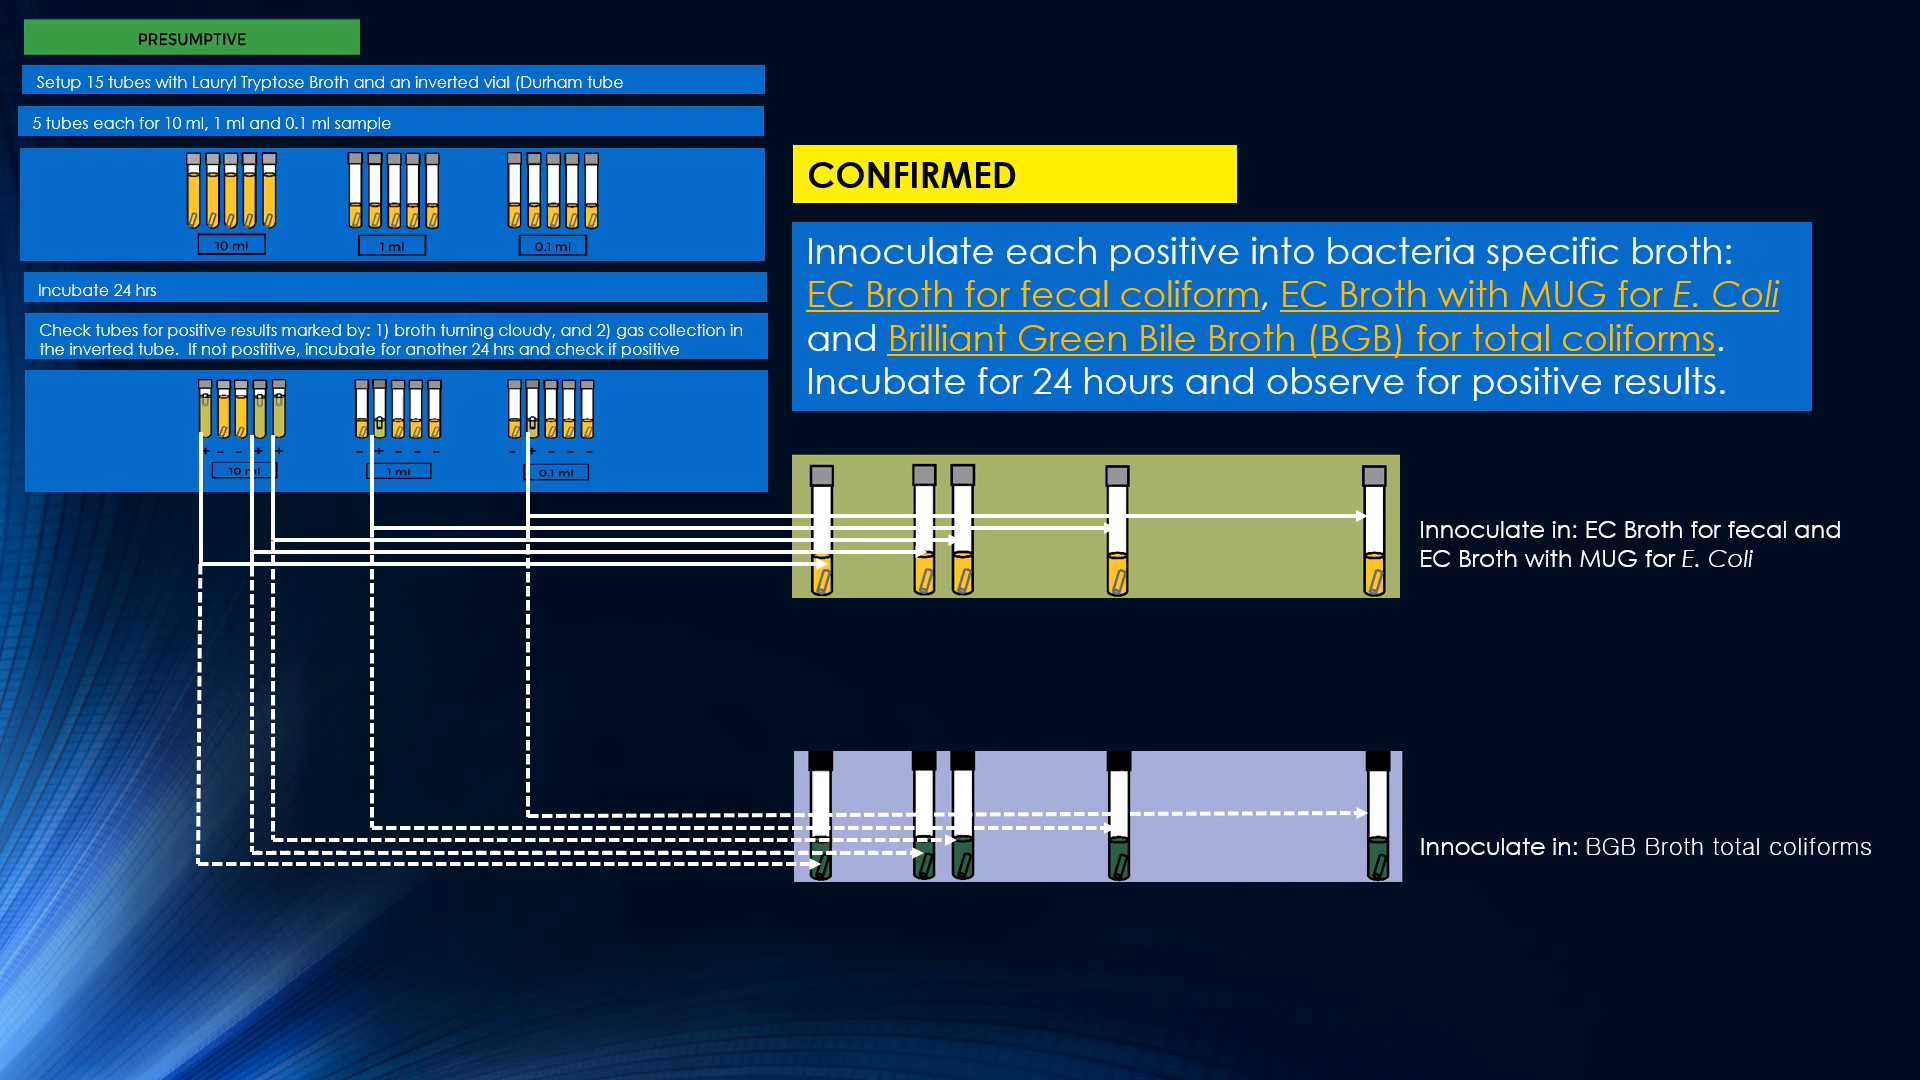 PRESUMPTIVE
Setup 15 tubes with Lauryl Tryptose Broth and an inverted vial (Durham tube
5 tubes each for 10 ml, 1 ml and 0.1 ml sample
10 ml
1 ml
0.1 ml
Incubate 24 hrs
Check tubes for positive results marked by: 1) broth turning cloudy, and 2) gas collection in
the inverted tube. If not postitive, incubate for another 24 hrs and check if positive
+ – – + +
– + – – –
– + – – –
10 ml
1 ml
0.1 ml
CONFIRMED
Innoculate each positive into bacteria specific broth:
EC Broth for fecal coliform, EC Broth with MUG for E. Coli
and Brilliant Green Bile Broth (BGB) for total coliforms.
Incubate for 24 hours and observe for positive results.
Innoculate in: EC Broth for fecal and
EC Broth with MUG for E. Coli
Innoculate in: BGB Broth total coliforms